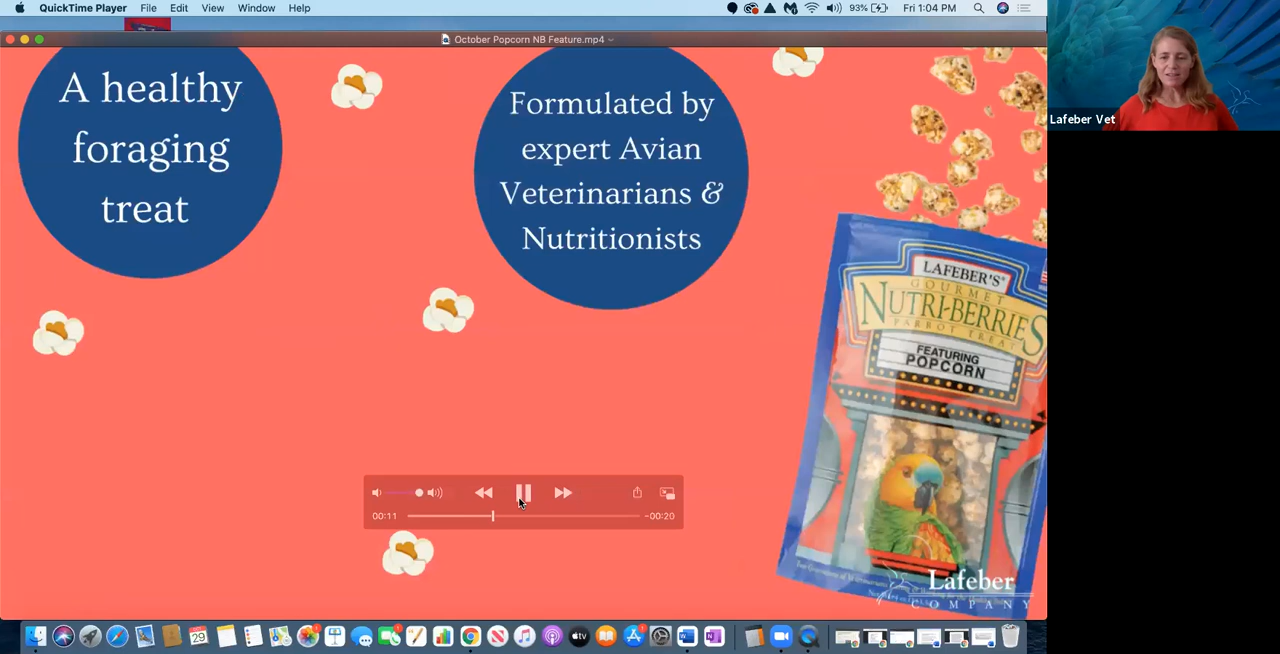 QuickTime Player File Edit View Window Help
93% Fri 1:04 PM
October Popcorn NB Feature.mp4
Lafeber Vet
A healthy
foraging
treat
Formulated by
expert Avian
Veterinarians &
Nutritionists
LAFEBER'S
GOURMET
NUTRI-BERRIES
PARROT TREAT
FEATURING
POPCORN
00:11
-00:20
Lafeber
COMPANY
29
tv